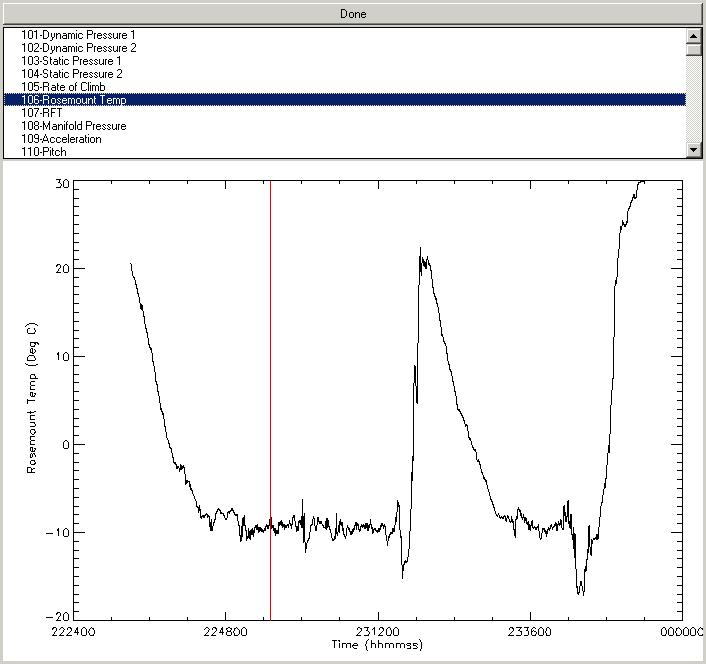 Done
101-Dynamic Pressure 1
102-Dynamic Pressure 2
103-Static Pressure 1
104-Static Pressure 2
105-Rate of Climb
106-Rosemount Temp
107-RFT
108-Manifold Pressure
109-Acceleration
110-Pitch
30
20
10
0
-10
-20
Rosemount Temp (Deg C)
222400 224800 231200 233600 000000
Time (hhmmss)